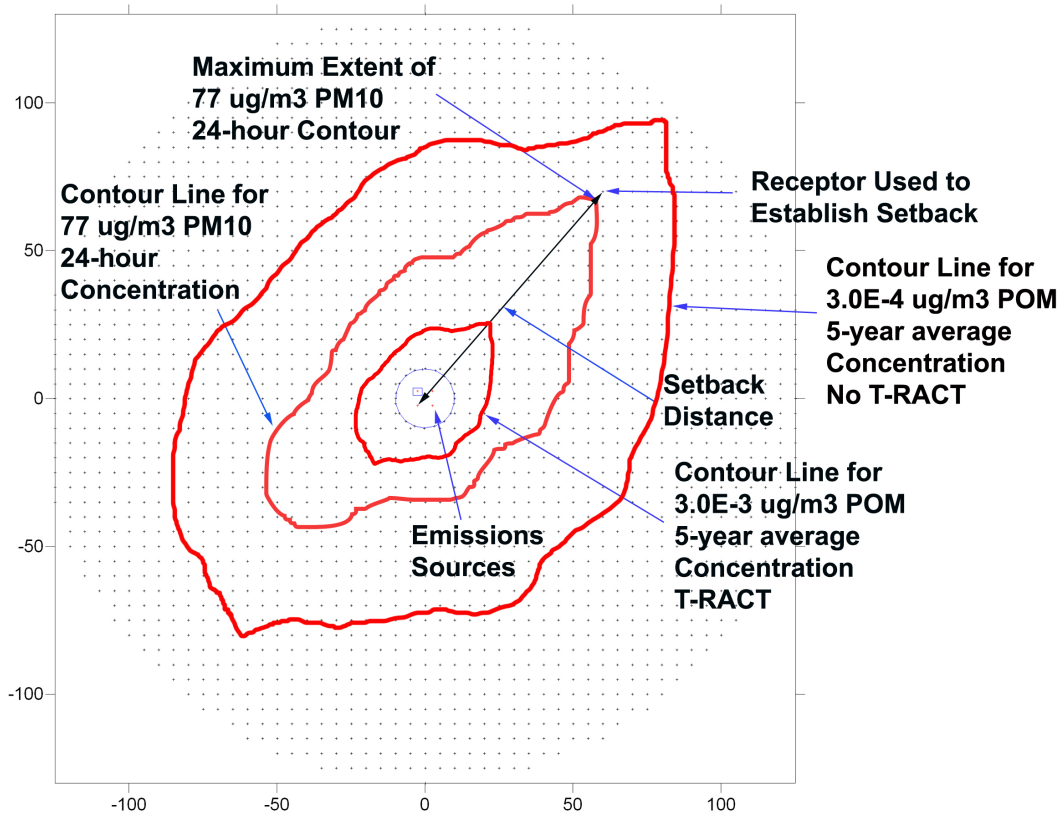 Maximum Extent of
77 ug/m3 PM10
24-hour Contour
Contour Line for
77 ug/m3 PM10
24-hour
Concentration
Receptor Used to
Establish Setback
Contour Line for
3.0E-4 ug/m3 POM
5-year average
Concentration
No T-RACT
Setback
Distance
Contour Line for
3.0E-3 ug/m3 POM
5-year average
Concentration
T-RACT
Emissions
Sources
100
50
0
-50
-100
-100
-50
0
50
100